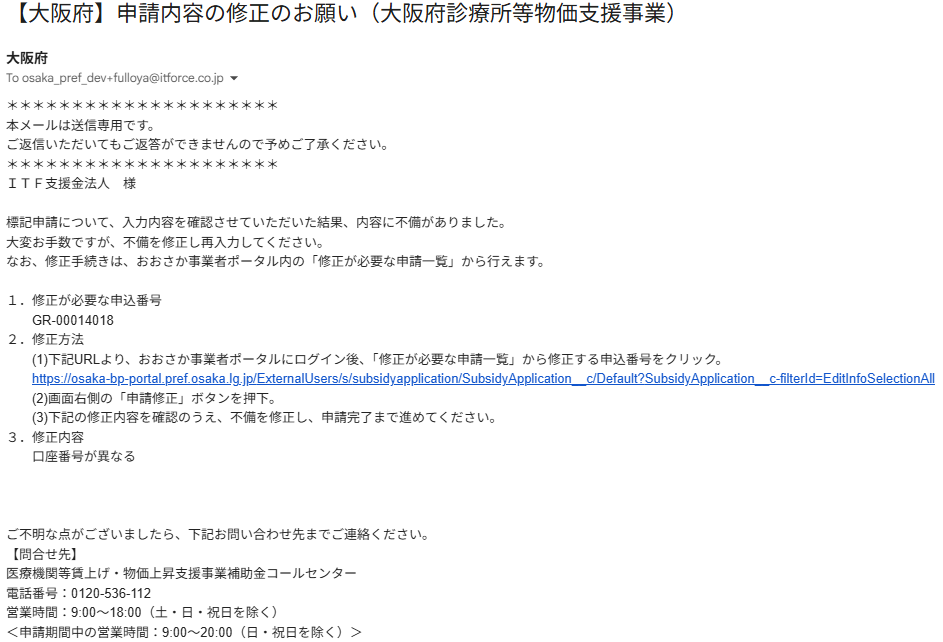 【大阪府】申請内容の修正のお願い（大阪府診療所等物価支援事業）
大阪府
To osaka_pref_dev+fulloya@itforce.co.jp
＊＊＊＊＊＊＊＊＊＊＊＊＊＊＊＊＊＊＊＊＊
本メールは送信専用です。
ご返信いただいてもご返答ができませんので予めご了承ください。
＊＊＊＊＊＊＊＊＊＊＊＊＊＊＊＊＊＊＊＊＊
ＩＴＦ支援金法人　様
標記申請について、入力内容を確認させていただいた結果、内容に不備がありました。
大変お手数ですが、不備を修正し再入力してください。
なお、修正手続きは、おおさか事業者ポータル内の「修正が必要な申請一覧」から行えます。
１．修正が必要な申込番号
GR-00014018
２．修正方法
(1)下記URLより、おおさか事業者ポータルにログイン後、「修正が必要な申請一覧」から修正する申込番号をクリック。
https://osaka-bp-portal.pref.osaka.lg.jp/ExternalUsers/s/subsidyapplication/SubsidyApplication__c/Default?SubsidyApplication__c-filterId=EditInfoSelectionAll
(2)画面右側の「申請修正」ボタンを押下。
(3)下記の修正内容を確認のうえ、不備を修正し、申請完了まで進めてください。
３．修正内容
口座番号が異なる
ご不明な点がございましたら、下記お問い合わせ先までご連絡ください。
【問合せ先】
医療機関等賃上げ・物価上昇支援事業補助金コールセンター
電話番号：0120-536-112
営業時間：9:00～18:00（土・日・祝日を除く）
＜申請期間中の営業時間：9:00～20:00（日・祝日を除く）＞